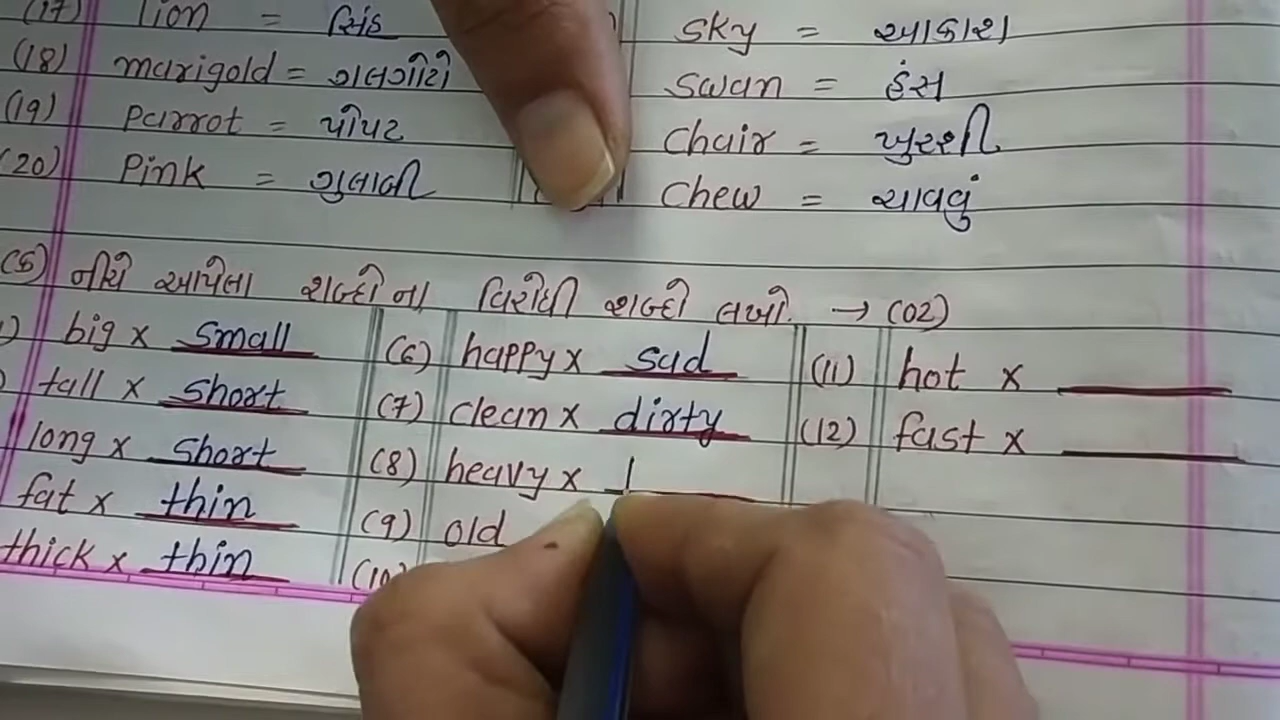 (17) lion = સિંહ
(18) marigold = ગલગોટો
(19) Parrot = પોપટ
(20) Pink = ગુલાબી
Sky = આકાશ
Swan = હંસ
Chair = ખુરશી
Chew = ચાવવું
(5) નીચે આપેલા શબ્દો ના વિરોધી શબ્દો લખો. → (02)
big × small
tall × short
long × short
fat × thin
thick × thin
(6) happy × sad
(7) clean × dirty
(8) heavy ×
(9) old
(10
(11) hot ×
(12) fast ×